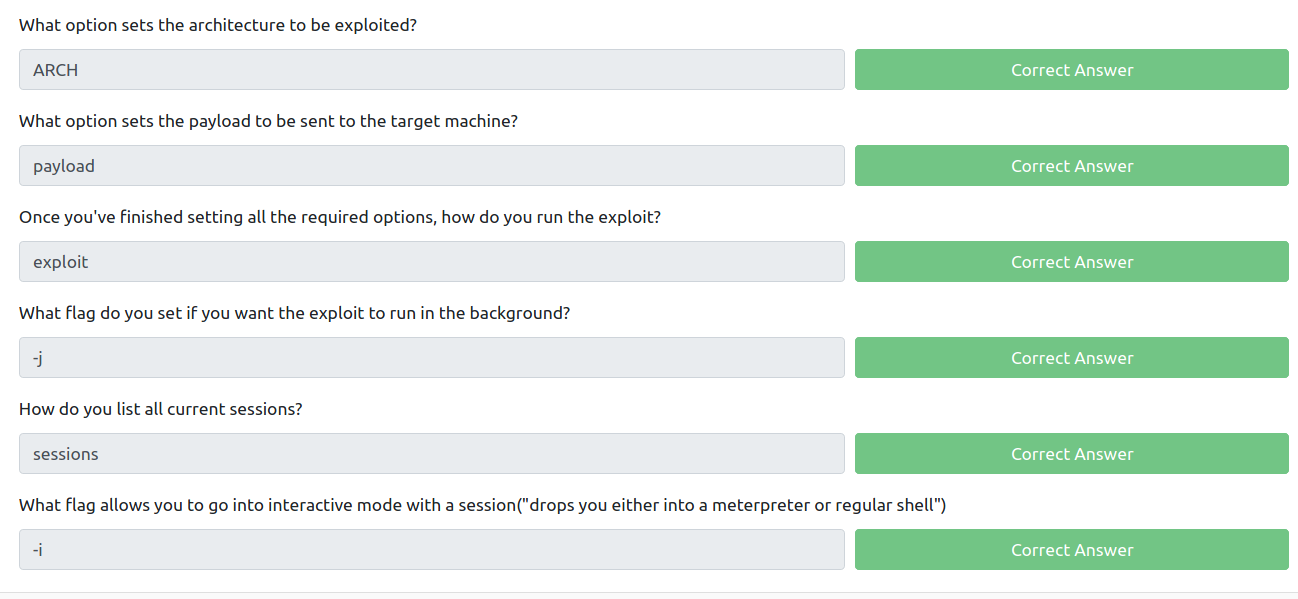 What option sets the architecture to be exploited?
ARCH Correct Answer
What option sets the payload to be sent to the target machine?
payload Correct Answer
Once you've finished setting all the required options, how do you run the exploit?
exploit Correct Answer
What flag do you set if you want the exploit to run in the background?
-j Correct Answer
How do you list all current sessions?
sessions Correct Answer
What flag allows you to go into interactive mode with a session("drops you either into a meterpreter or regular shell")
-i Correct Answer